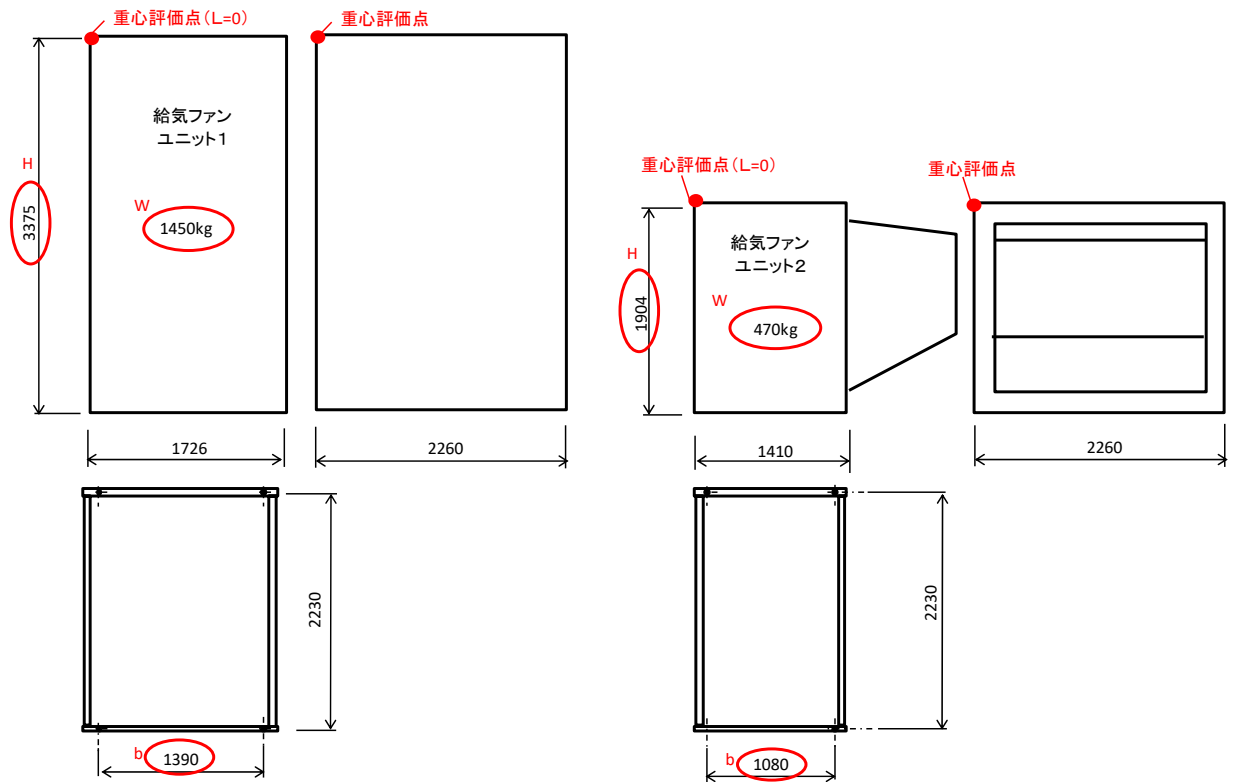 重心評価点(L=0)
重心評価点
給気ファン
ユニット1
H
3375
W
1450kg
1726
2260
2230
b
1390
重心評価点(L=0)
重心評価点
給気ファン
ユニット2
H
1904
W
470kg
1410
2260
2230
b
1080